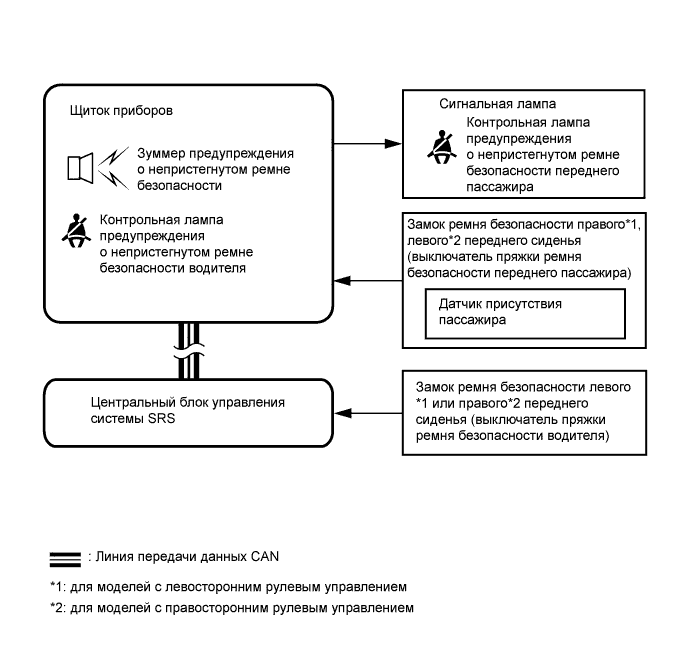 Щиток приборов
Зуммер предупреждения
о непристегнутом ремне
безопасности
Контрольная лампа
предупреждения
о непристегнутом ремне
безопасности водителя
Сигнальная лампа
Контрольная лампа
предупреждения
о непристегнутом ремне
безопасности переднего
пассажира
Замок ремня безопасности правого*1,
левого*2 переднего сиденья
(выключатель пряжки ремня
безопасности переднего пассажира)
Датчик присутствия
пассажира
Центральный блок управления
системы SRS
Замок ремня безопасности левого
*1 или правого*2 переднего
сиденья (выключатель пряжки
ремня безопасности водителя)
: Линия передачи данных CAN
*1: для моделей с левосторонним рулевым управлением
*2: для моделей с правосторонним рулевым управлением